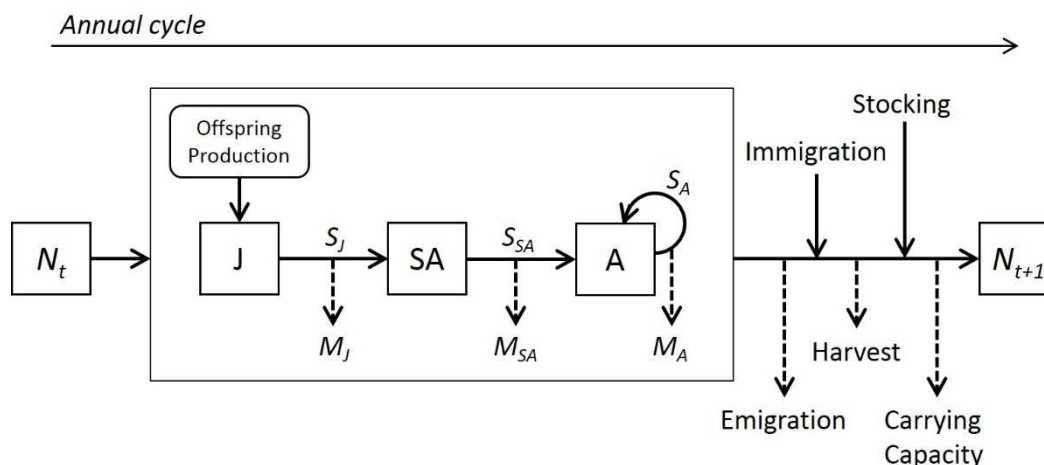 Annual cycle
Stocking
Offspring
Production
Immigration
S_A
N_t
J
S_J
SA
S_SA
A
N_t+1
M_J
M_SA
M_A
Harvest
Emigration
Carrying
Capacity